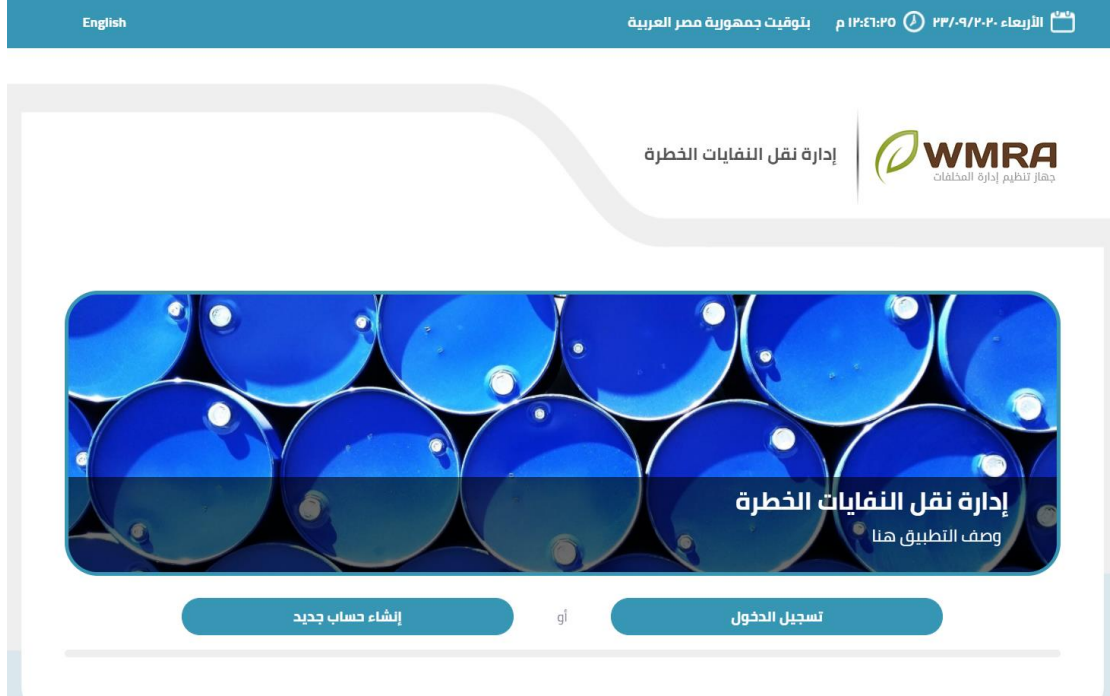 الأربعاء ٢٣/٠٩/٢٠٢٠ ١٢:٤٦:٢٥ م بتوقيت جمهورية مصر العربية English
WMRA
جهاز تنظيم إدارة المخلفات
إدارة نقل النفايات الخطرة
إدارة نقل النفايات الخطرة
وصف التطبيق هنا
تسجيل الدخول أو إنشاء حساب جديد